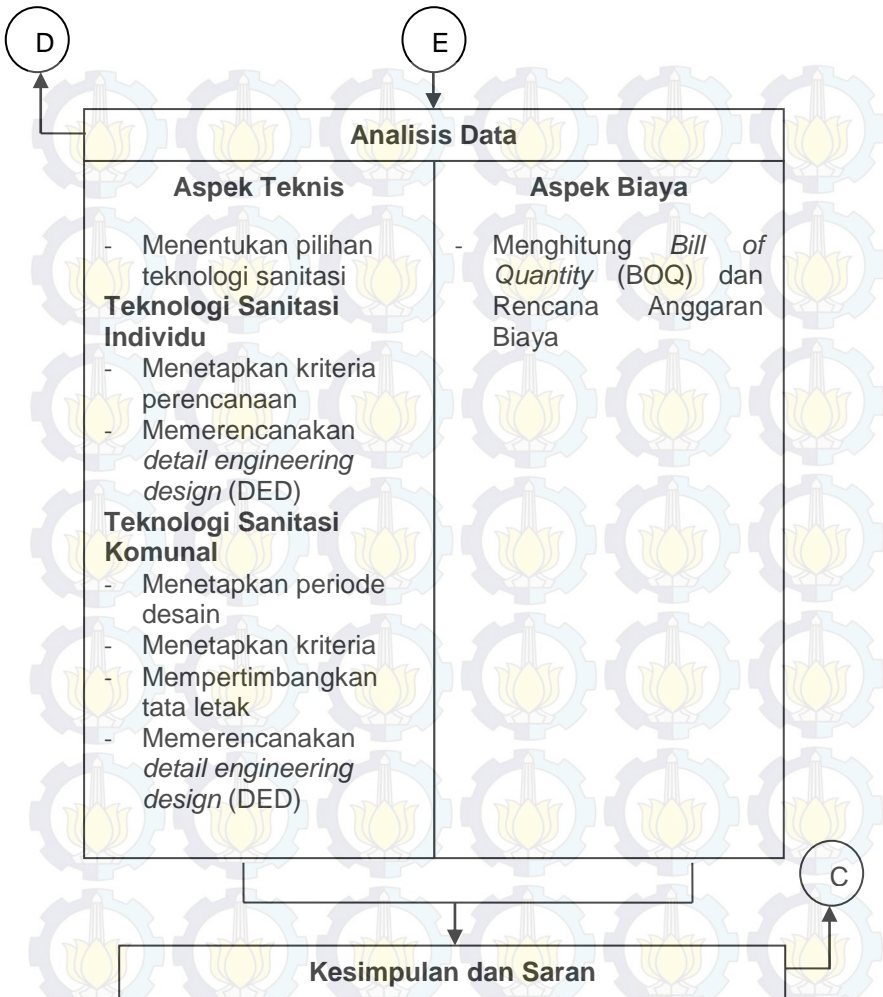 D
E
Analisis Data
Aspek Teknis
- Menentukan pilihan
teknologi sanitasi
Teknologi Sanitasi
Individu
- Menetapkan kriteria
perencanaan
- Memerencanakan
detail engineering
design (DED)
Teknologi Sanitasi
Komunal
- Menetapkan periode
desain
- Menetapkan kriteria
- Mempertimbangkan
tata letak
- Memerencanakan
detail engineering
design (DED)
Aspek Biaya
- Menghitung Bill of
Quantity (BOQ) dan
Rencana Anggaran
Biaya
C
Kesimpulan dan Saran